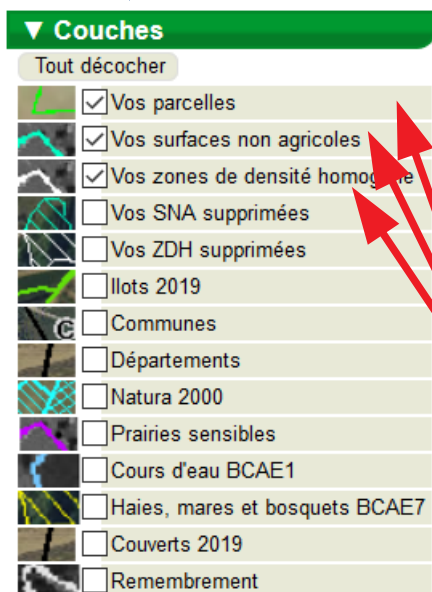 ▼ Couches
Tout décocher
Vos parcelles
Vos surfaces non agricoles
Vos zones de densité homogène
Vos SNA supprimées
Vos ZDH supprimées
Ilots 2019
C
Communes
Départements
Natura 2000
Prairies sensibles
Cours d'eau BCAE1
Haies, mares et bosquets BCAE7
Couverts 2019
Remembrement